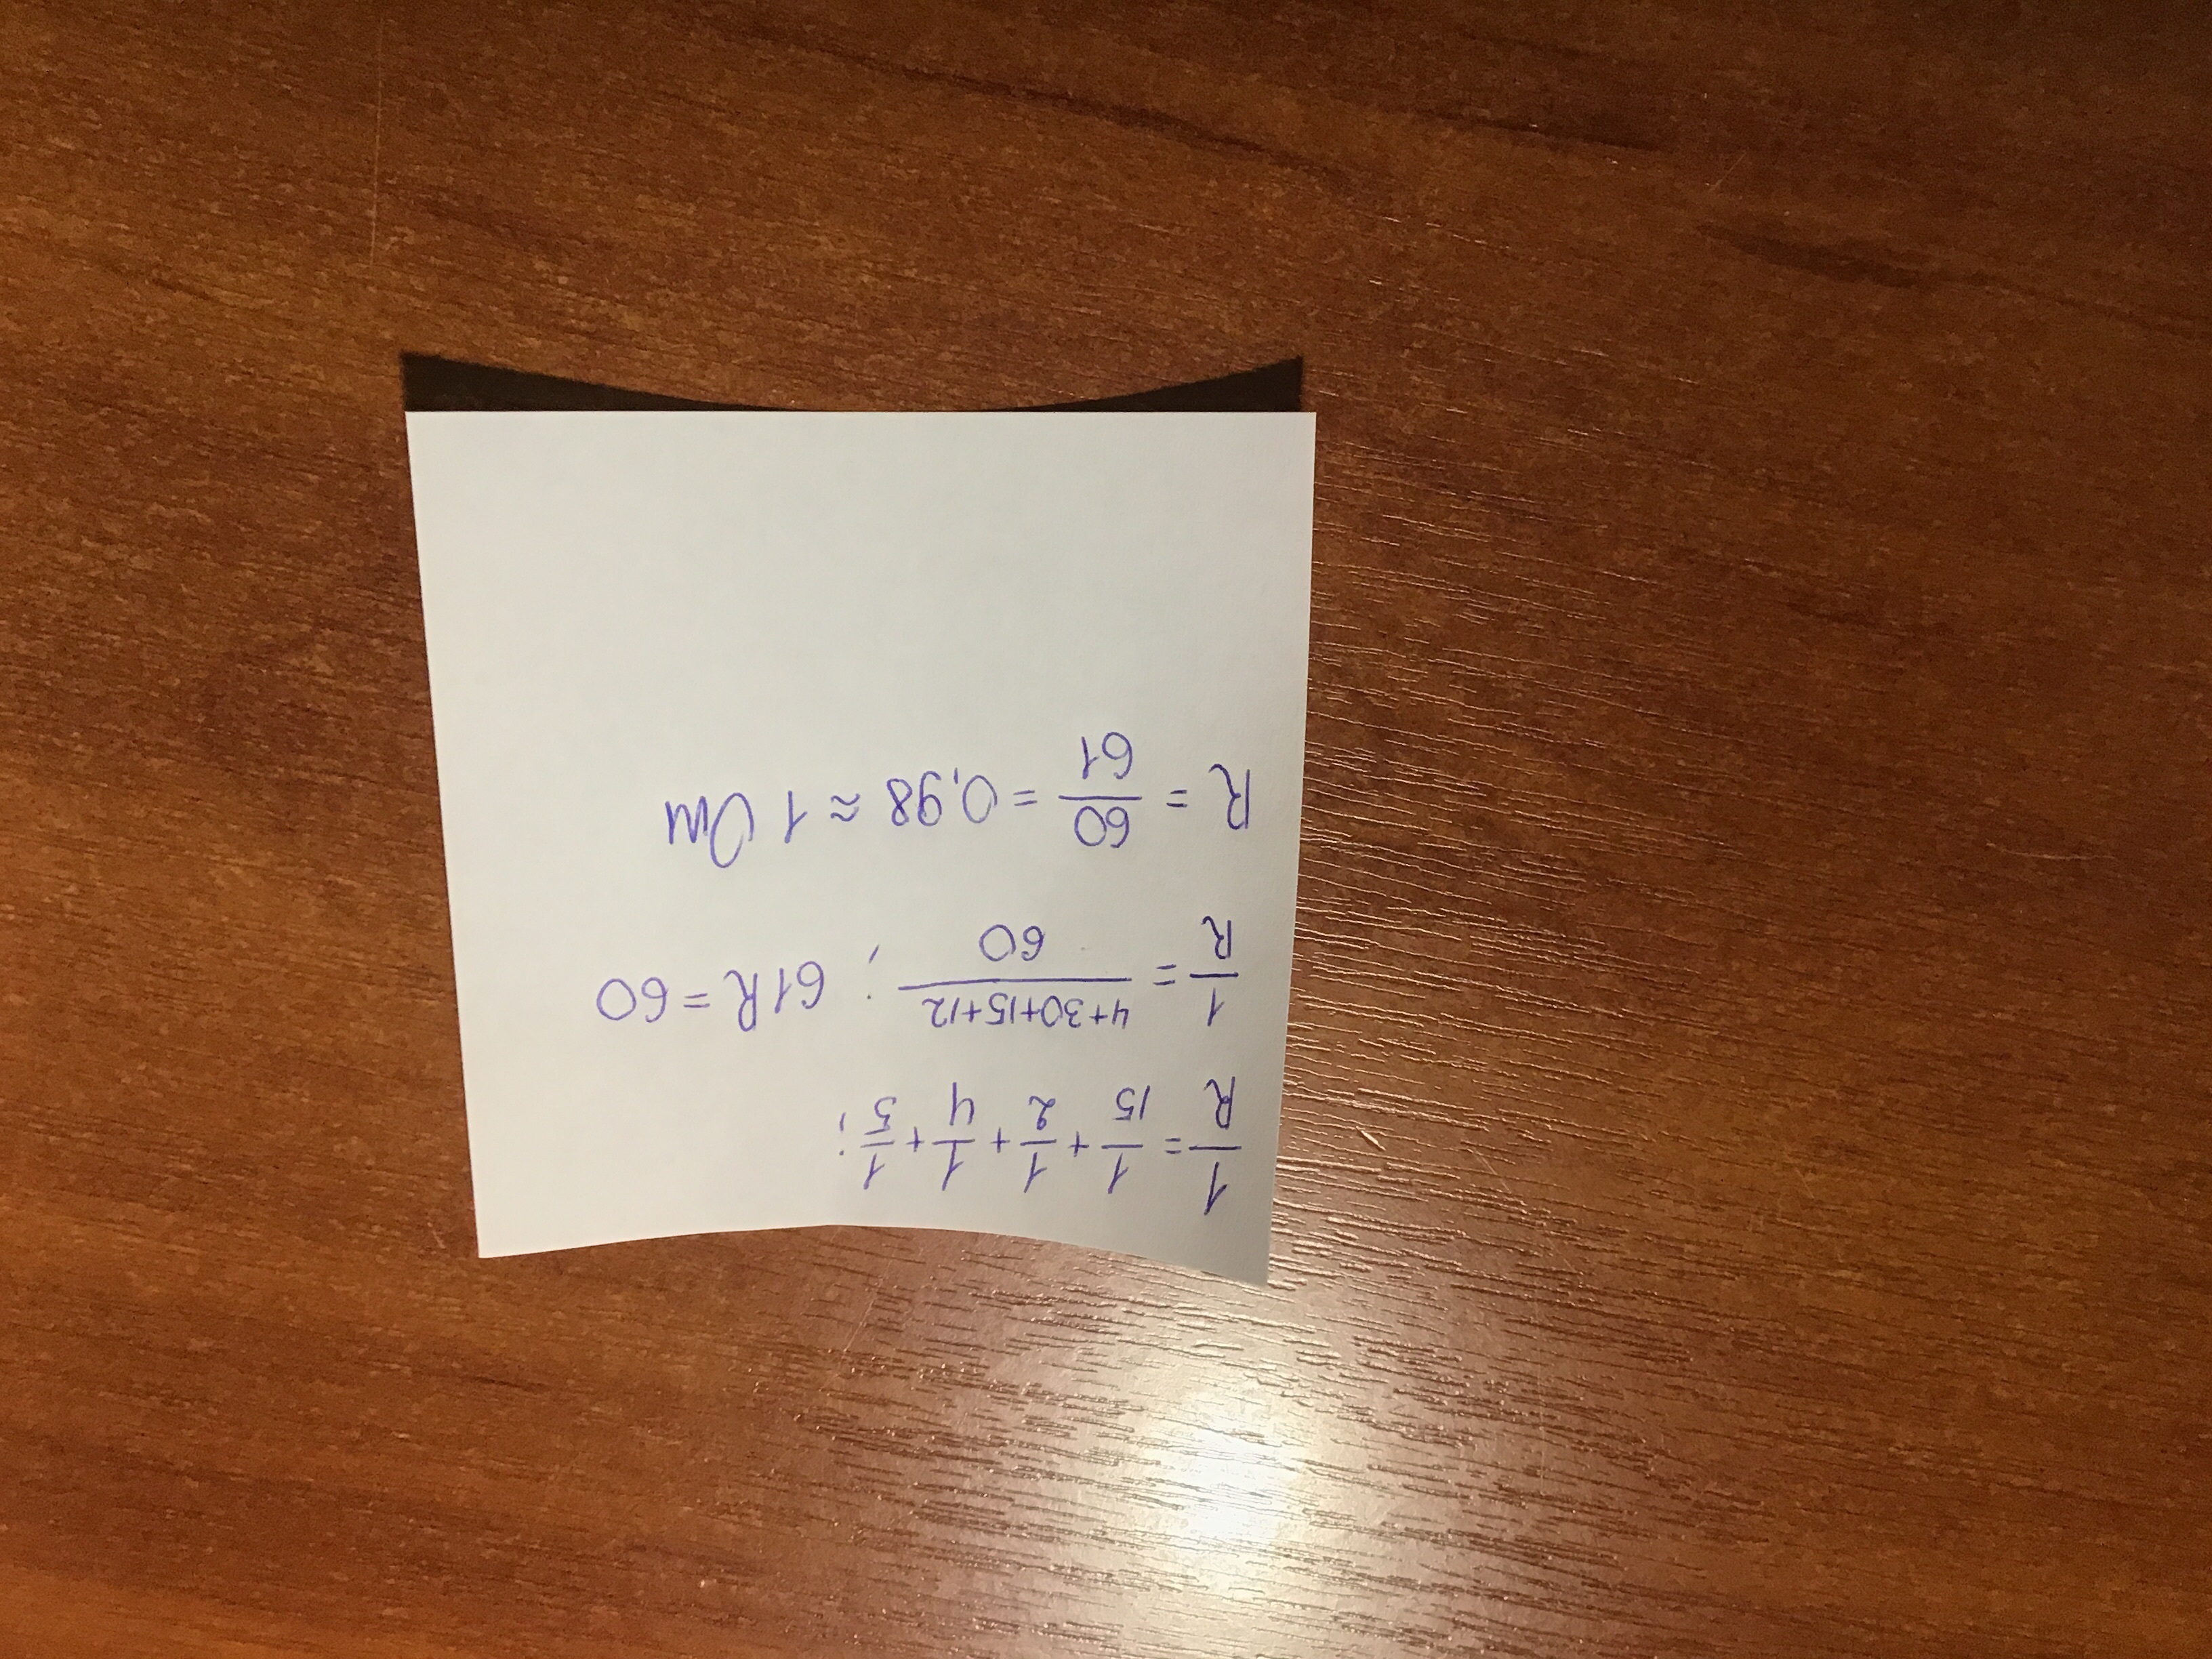 1/R = 1/15 + 1/2 + 1/4 + 1/5 ;
1/R = (4+30+15+12)/60 ; 61R = 60
R = 60/61 = 0,98 ≈ 1 Ом